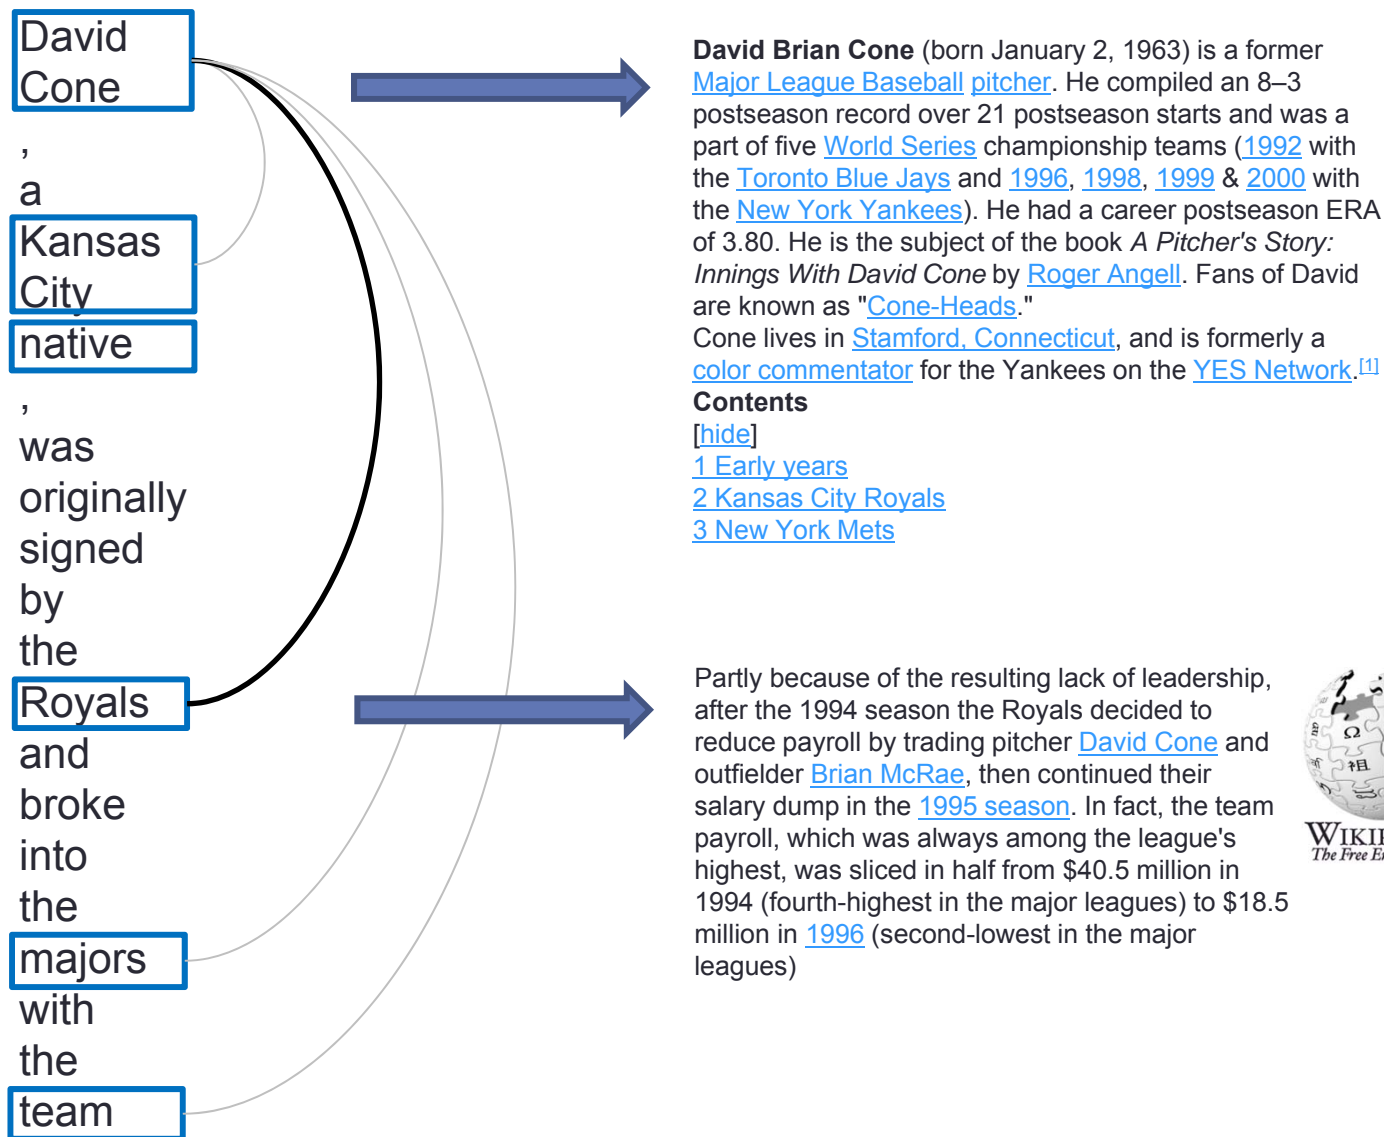 David
Cone
,
a
Kansas
City
native
,
was
originally
signed
by
the
Royals
and
broke
into
the
majors
with
the
team
David Brian Cone (born January 2, 1963) is a former
Major League Baseball pitcher. He compiled an 8–3
postseason record over 21 postseason starts and was a
part of five World Series championship teams (1992 with
the Toronto Blue Jays and 1996, 1998, 1999 & 2000 with
the New York Yankees). He had a career postseason ERA
of 3.80. He is the subject of the book A Pitcher's Story:
Innings With David Cone by Roger Angell. Fans of David
are known as "Cone-Heads."
Cone lives in Stamford, Connecticut, and is formerly a
color commentator for the Yankees on the YES Network.[1]
Contents
[hide]
1 Early years
2 Kansas City Royals
3 New York Mets
Partly because of the resulting lack of leadership,
after the 1994 season the Royals decided to
reduce payroll by trading pitcher David Cone and
outfielder Brian McRae, then continued their
salary dump in the 1995 season. In fact, the team
payroll, which was always among the league's
highest, was sliced in half from $40.5 million in
1994 (fourth-highest in the major leagues) to $18.5
million in 1996 (second-lowest in the major
leagues)
Ω
祖
The Free